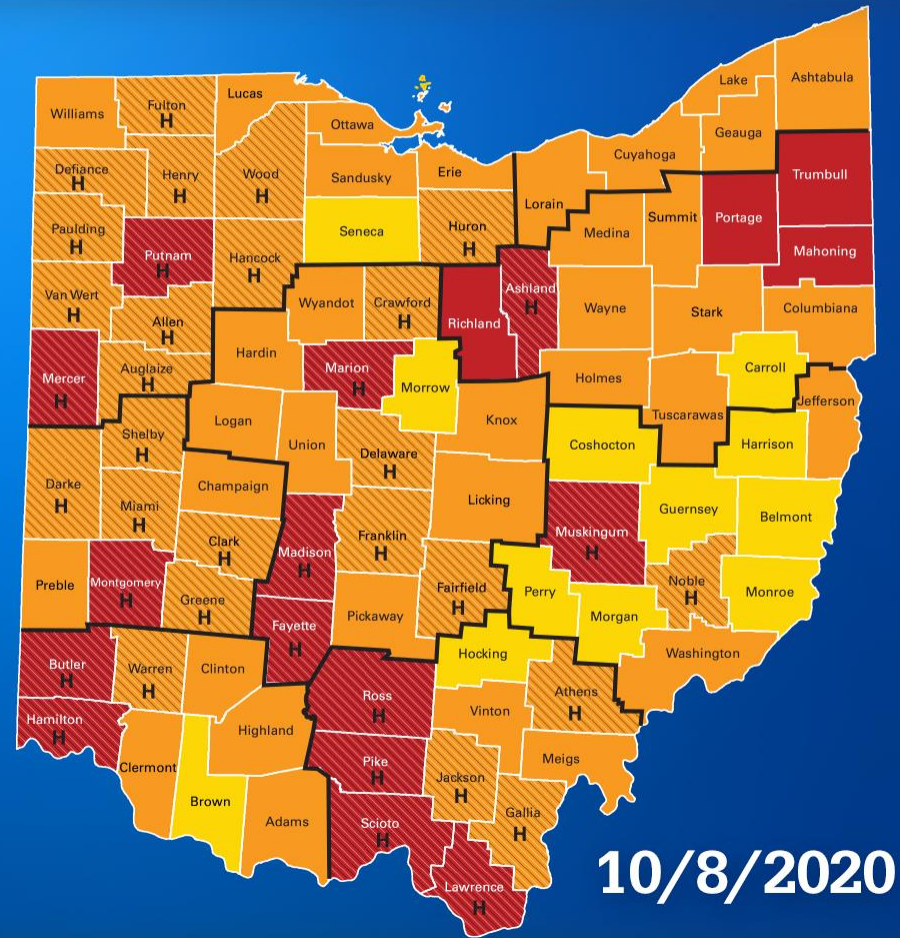 Williams
Fulton
H
Lucas
Ottawa
Lake
Ashtabula
Geauga
Cuyahoga
Defiance
H
Henry
H
Wood
H
Sandusky
Erie
Lorain
Trumbull
Paulding
H
Putnam
H
Hancock
H
Seneca
Huron
H
Medina
Summit
Portage
Mahoning
Van Wert
H
Allen
H
Wyandot
Crawford
H
Richland
Ashland
H
Wayne
Stark
Columbiana
Mercer
H
Auglaize
H
Hardin
Marion
H
Morrow
Holmes
Tuscarawas
Carroll
Jefferson
Shelby
H
Logan
Union
Delaware
H
Knox
Coshocton
Harrison
Darke
H
Miami
H
Champaign
Licking
Muskingum
H
Guernsey
Belmont
Clark
H
Madison
H
Franklin
H
Preble
Montgomery
H
Greene
H
Fayette
H
Pickaway
Fairfield
H
Perry
Morgan
Noble
H
Monroe
Butler
H
Warren
H
Clinton
Ross
H
Hocking
Athens
H
Washington
Hamilton
H
Clermont
Highland
Pike
H
Vinton
Meigs
Brown
Adams
Scioto
H
Jackson
H
Gallia
H
Lawrence
H
10/8/2020